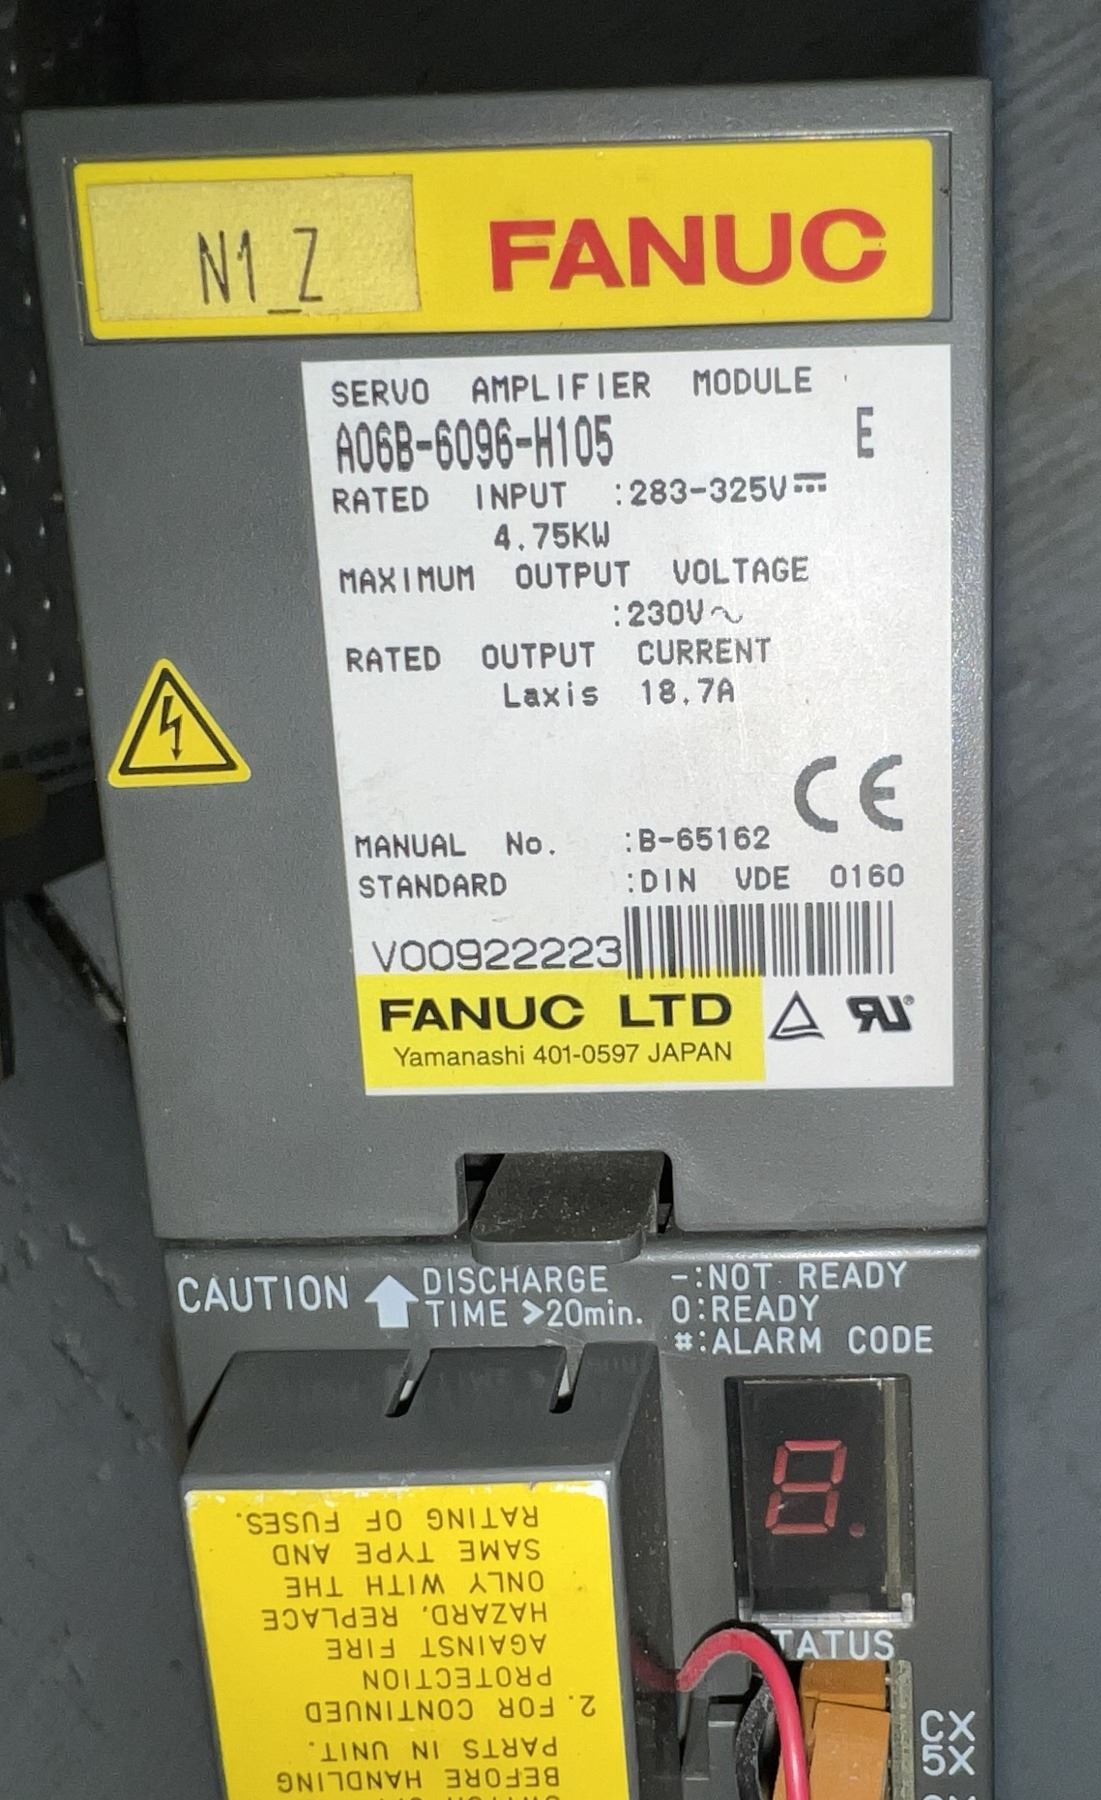 N1_Z
FANUC
SERVO AMPLIFIER MODULE
A06B-6096-H105 E
RATED INPUT :283-325V⎓
4.75KW
MAXIMUM OUTPUT VOLTAGE
:230V~
RATED OUTPUT CURRENT
Laxis 18.7A
CE
MANUAL No. :B-65162
STANDARD :DIN VDE 0160
V00922223
FANUC LTD
Yamanashi 401-0597 JAPAN
CAUTION
DISCHARGE
TIME >20min.
-:NOT READY
0:READY
#:ALARM CODE
8.
TATUS
CX
5X
BEFORE HANDLING
PARTS IN UNIT.
2. FOR CONTINUED
PROTECTION
AGAINST FIRE
HAZARD, REPLACE
ONLY WITH THE
SAME TYPE AND
RATING OF FUSES.